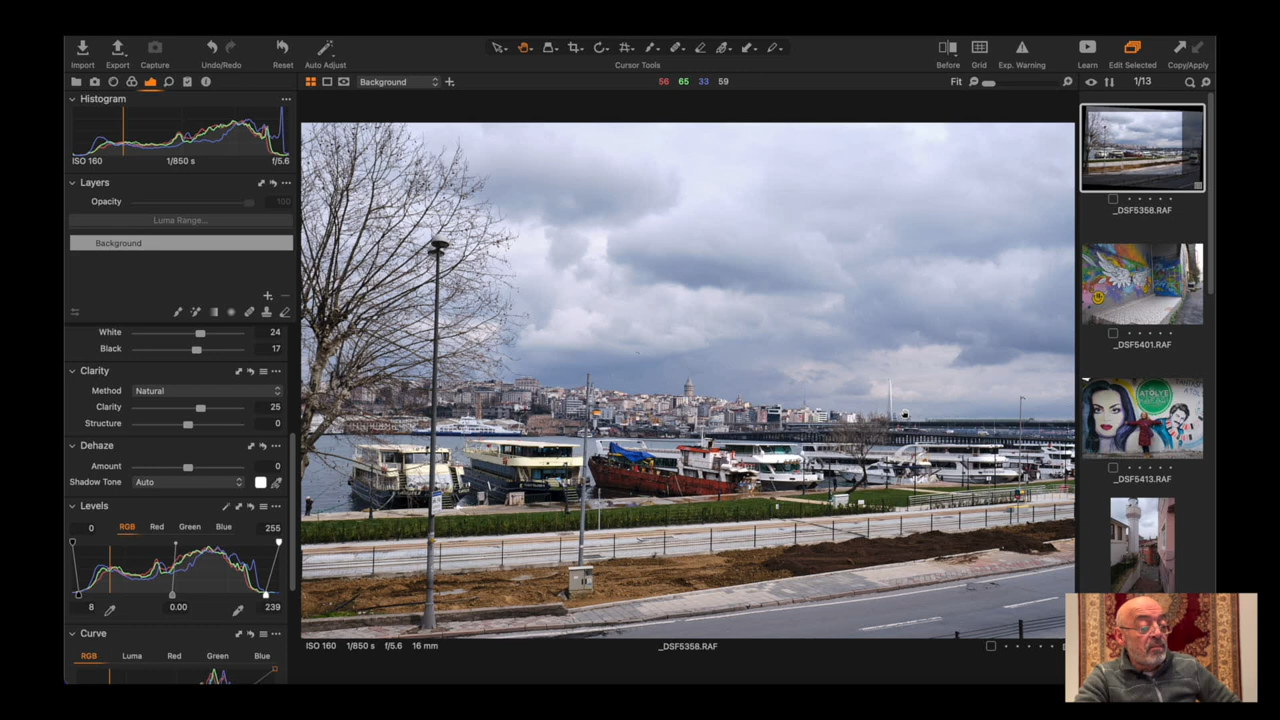 Import Export Capture Undo/Redo Reset Auto Adjust Cursor Tools Before Grid Exp. Warning Learn Edit Selected Copy/Apply
Background 56 65 33 59 Fit 1/13
Histogram
ISO 160 1/850 s f/5.6
Layers
Opacity 100
Luma Range...
Background
White 24
Black 17
Clarity
Method Natural
Clarity 25
Structure 0
Dehaze
Amount 0
Shadow Tone Auto
Levels
0 RGB Red Green Blue 255
8 0.00 239
Curve
RGB Luma Red Green Blue
ISO 160 1/850 s f/5.6 16 mm _DSF5358.RAF
_DSF5358.RAF
_DSF5401.RAF
ATOLYE
_DSF5413.RAF